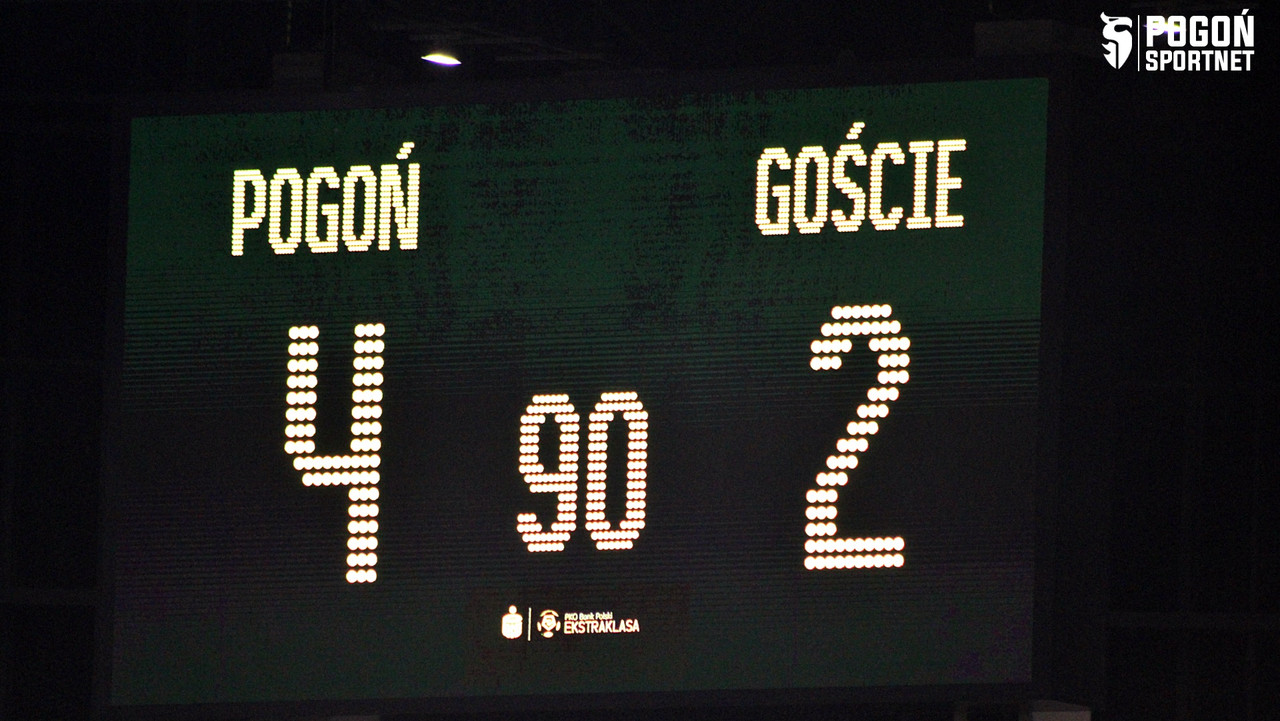 POGOŃ
SPORTNET
POGOŃ
GOŚCIE
4
90
2
PKO Bank Polski
EKSTRAKLASA